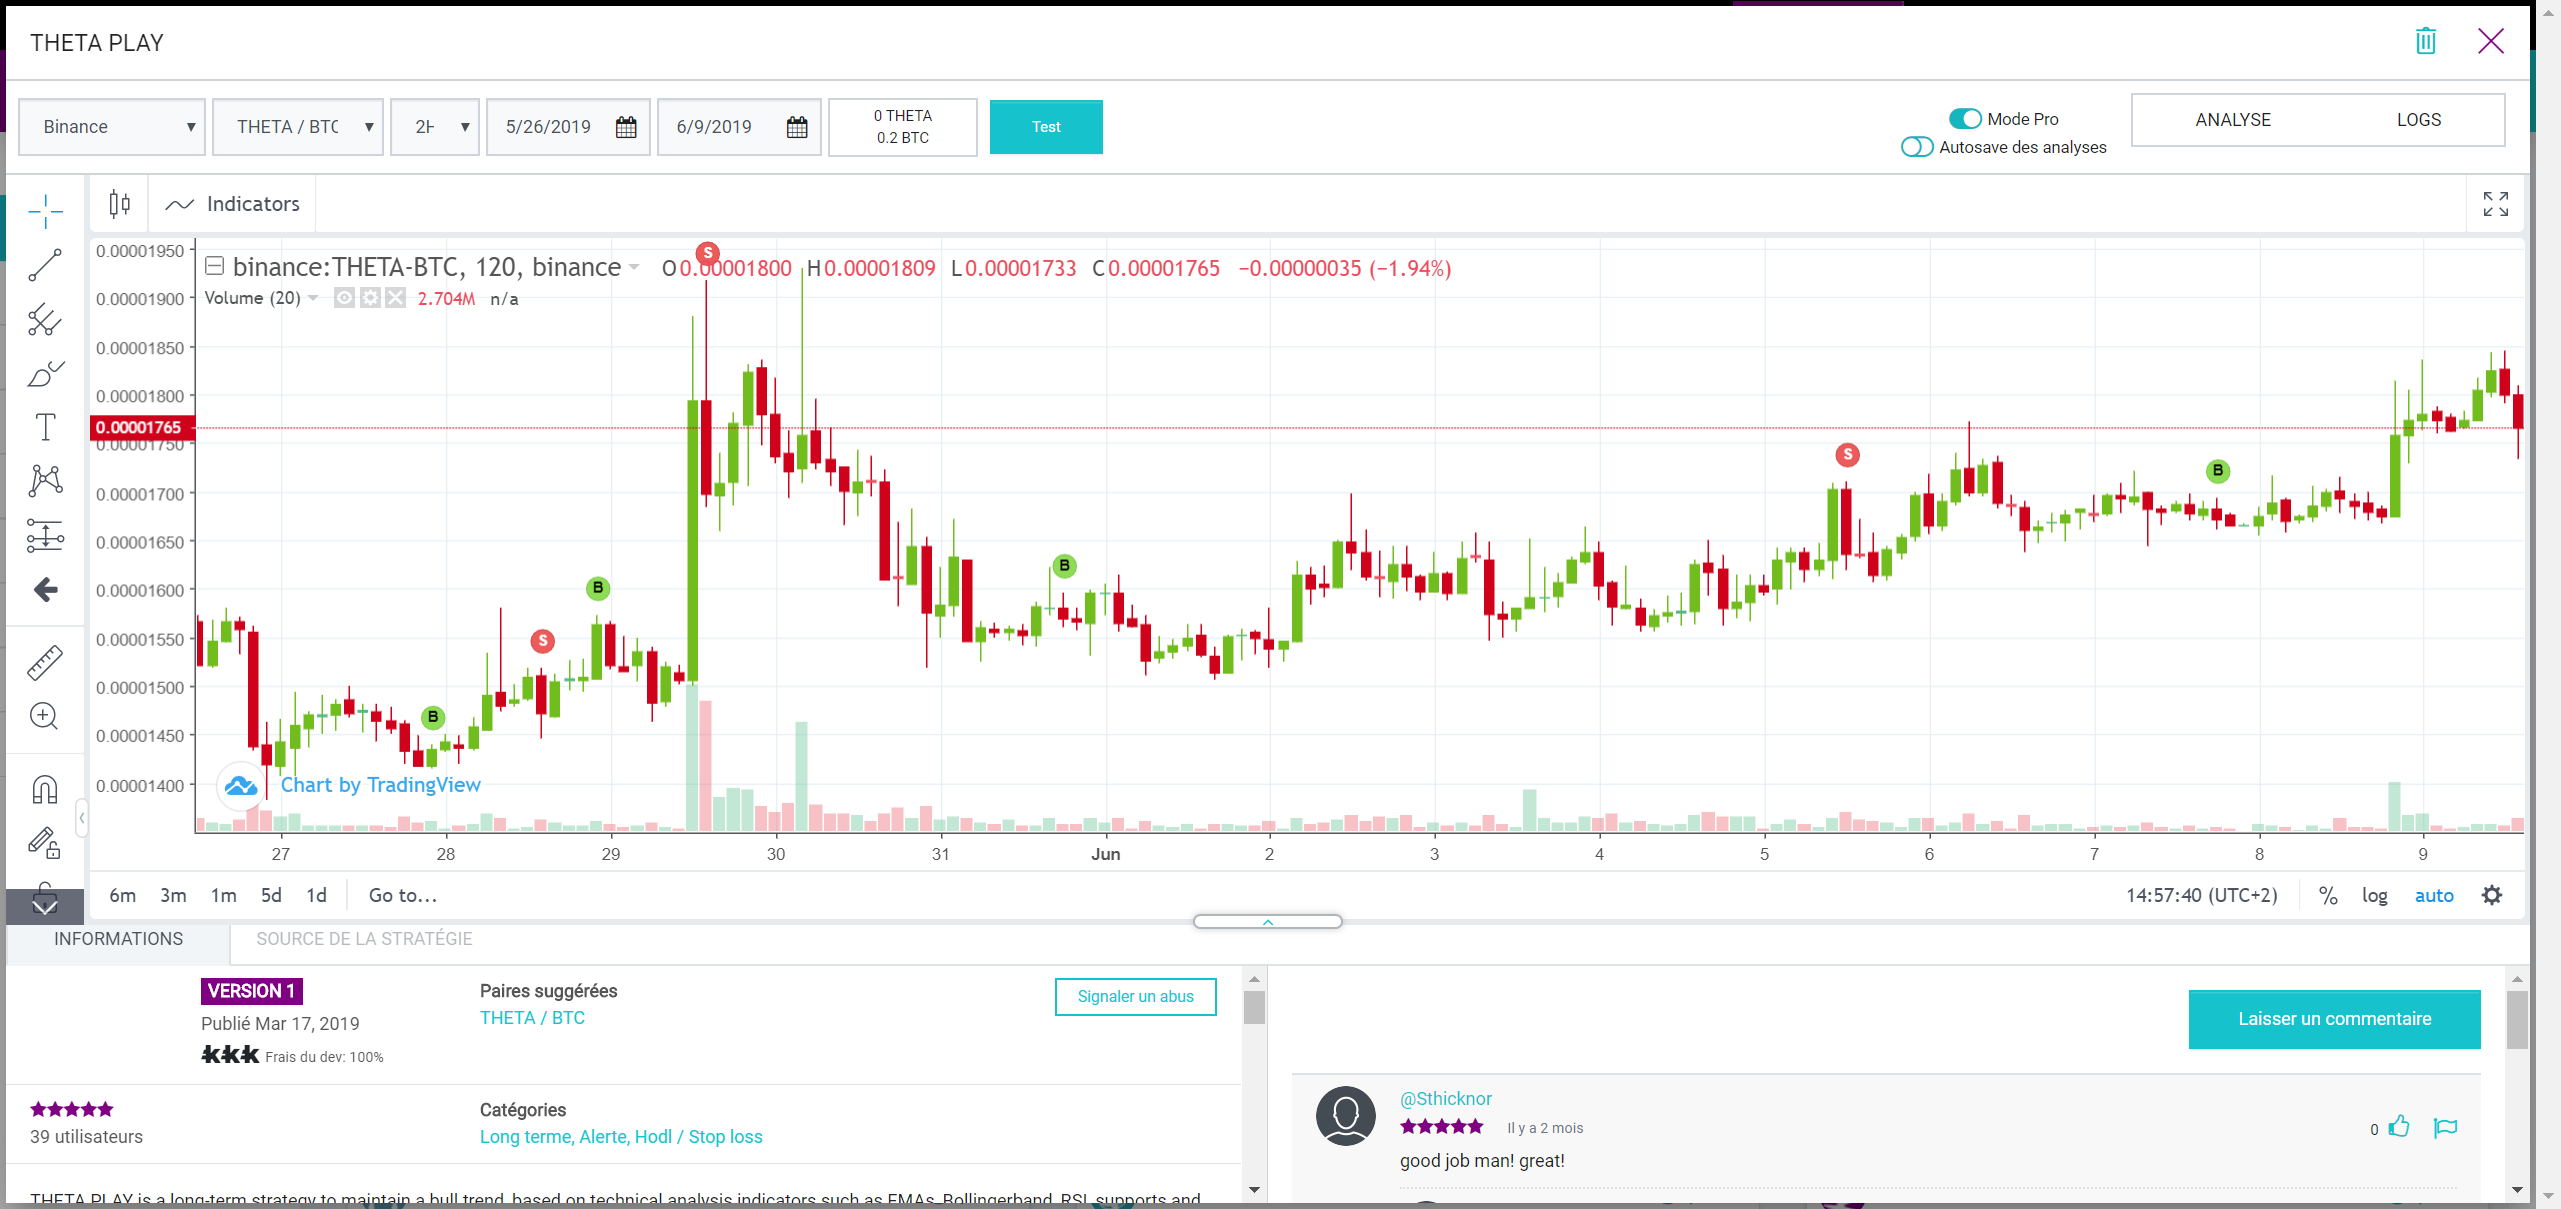 THETA PLAY
Binance
THETA / BTC
2H
5/26/2019
6/9/2019
0 THETA
0.2 BTC
Test
Mode Pro
Autosave des analyses
ANALYSE
LOGS
Indicators
binance:THETA-BTC, 120, binance O0.00001800 H0.00001809 L0.00001733 C0.00001765 −0.00000035 (−1.94%)
Volume (20) 2.704M n/a
0.00001950
0.00001900
0.00001850
0.00001800
0.00001765
0.00001750
0.00001700
0.00001650
0.00001600
0.00001550
0.00001500
0.00001450
0.00001400
S
B
S
B
B
S
B
Chart by TradingView
27 28 29 30 31 Jun 2 3 4 5 6 7 8 9
6m 3m 1m 5d 1d Go to...
14:57:40 (UTC+2) % log auto
INFORMATIONS
SOURCE DE LA STRATÉGIE
VERSION 1
Publié Mar 17, 2019
Frais du dev: 100%
Paires suggérées
THETA / BTC
Signaler un abus
39 utilisateurs
Catégories
Long terme, Alerte, Hodl / Stop loss
THETA PLAY is a long-term strategy to maintain a bull trend, based on technical analysis indicators such as EMAs, Bollingerband, RSI, supports and
Laisser un commentaire
@Sthicknor
Il y a 2 mois
0
good job man! great!